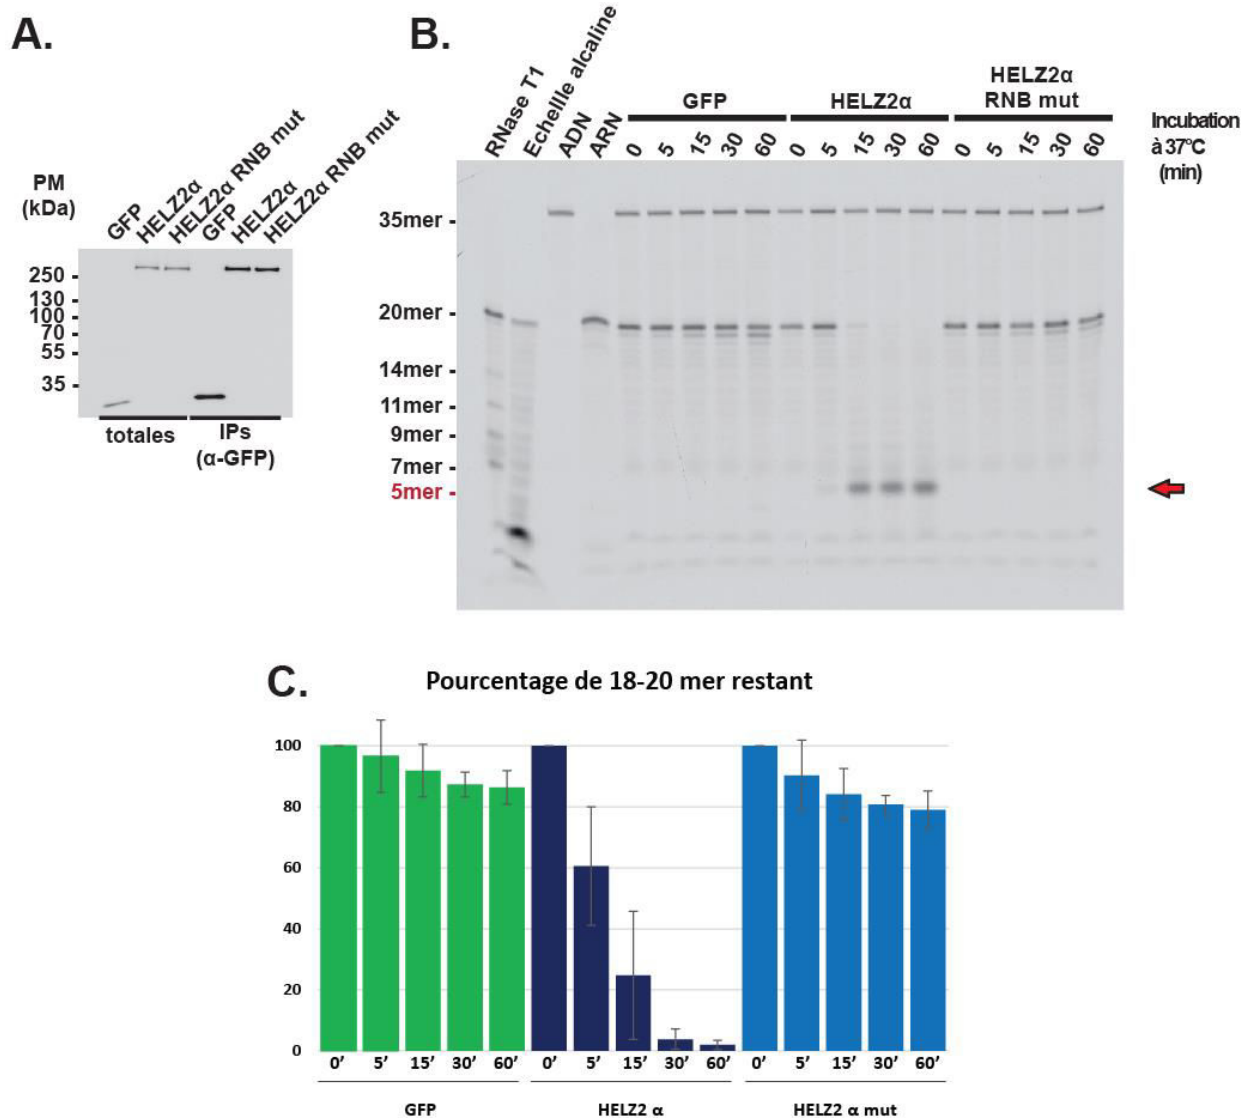 A.
PM
(kDa)
GFP
HELZ2α
HELZ2α RNB mut
GFP
HELZ2α
HELZ2α RNB mut
250 -
130 -
100 -
70 -
55 -
35 -
totales
IPs
(α-GFP)
B.
RNase T1
Echellle alcaline
ADN
ARN
GFP
HELZ2α
HELZ2α
RNB mut
0 5 15 30 60 0 5 15 30 60 0 5 15 30 60
Incubation
à 37°C
(min)
35mer -
20mer -
14mer -
11mer -
9mer -
7mer -
5mer -
C.
Pourcentage de 18-20 mer restant
100
80
60
40
20
0
0’ 5’ 15’ 30’ 60’ 0’ 5’ 15’ 30’ 60’ 0’ 5’ 15’ 30’ 60’
GFP HELZ2 α HELZ2 α mut